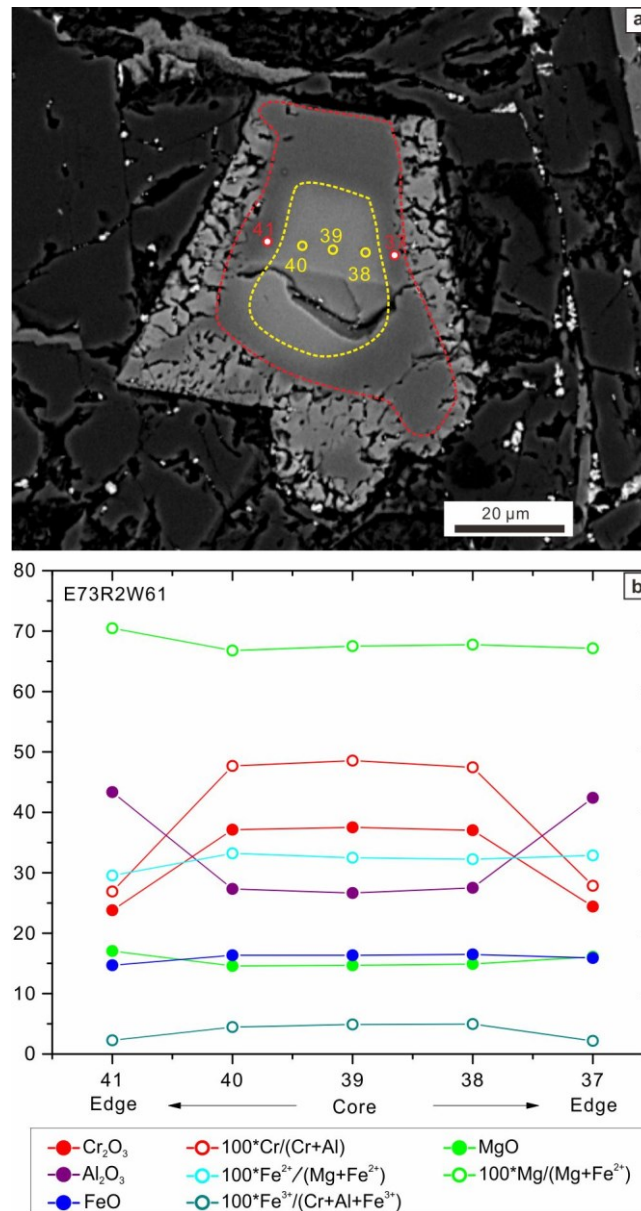 a
41
39
40
38
20 µm
b
E73R2W61
80
70
60
50
40
30
20
10
0
41 40 39 38 37
Edge Core Edge
Cr₂O₃ 100*Cr/(Cr+Al) MgO
Al₂O₃ 100*Fe²⁺/(Mg+Fe²⁺) 100*Mg/(Mg+Fe²⁺)
FeO 100*Fe³⁺/(Cr+Al+Fe³⁺)